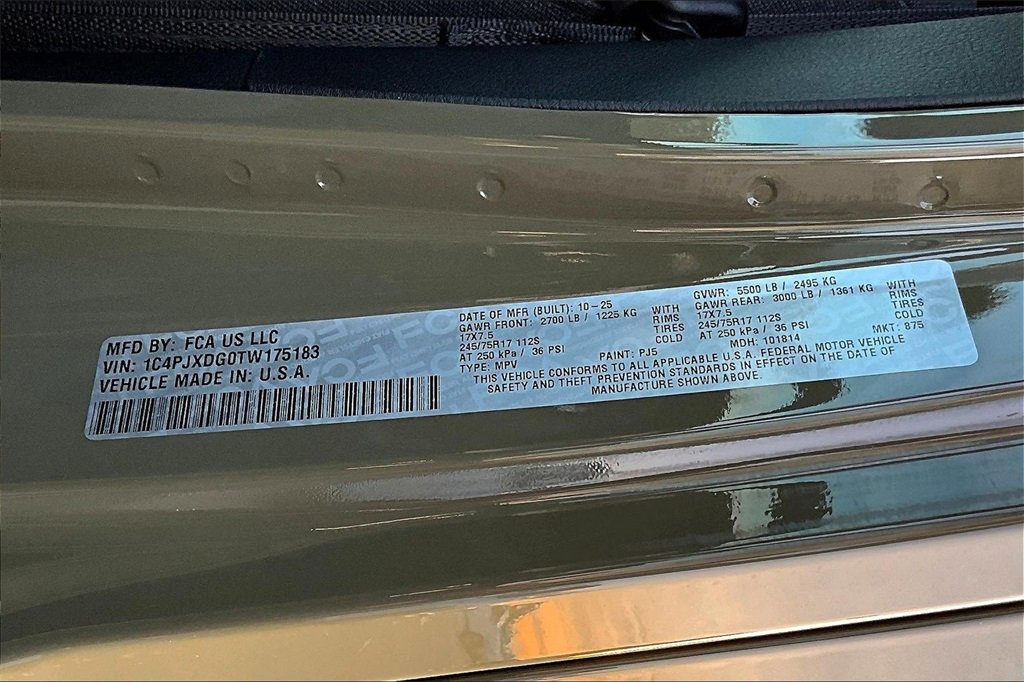 MFD BY: FCA US LLC
VIN: 1C4PJXDG0TW175183
VEHICLE MADE IN: U.S.A.
DATE OF MFR (BUILT): 10-25
GAWR FRONT: 2700 LB / 1225 KG WITH
17X7.5 RIMS
245/75R17 112S TIRES
AT 250 kPa / 36 PSI COLD
TYPE: MPV PAINT: PJ5
GVWR: 5500 LB / 2495 KG
GAWR REAR: 3000 LB / 1361 KG WITH
17X7.5 RIMS
245/75R17 112S TIRES
AT 250 kPa / 36 PSI COLD
MDH: 101814 MKT: 875
THIS VEHICLE CONFORMS TO ALL APPLICABLE U.S.A. FEDERAL MOTOR VEHICLE
SAFETY AND THEFT PREVENTION STANDARDS IN EFFECT ON THE DATE OF
MANUFACTURE SHOWN ABOVE.